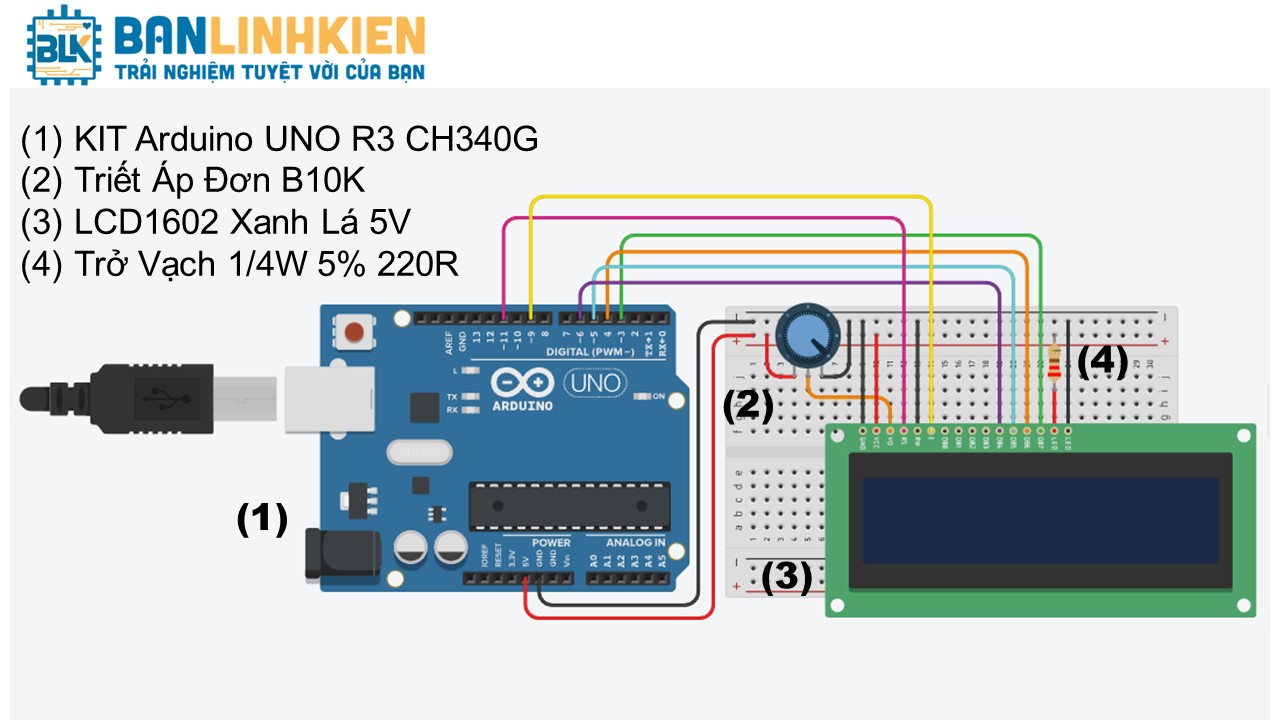 BLK
BANLINHKIEN
TRẢI NGHIỆM TUYỆT VỜI CỦA BẠN
(1) KIT Arduino UNO R3 CH340G
(2) Triết Áp Đơn B10K
(3) LCD1602 Xanh Lá 5V
(4) Trở Vạch 1/4W 5% 220R
AREF
GND
13
12
~11
~10
~9
8
7
~6
~5
~4
~3
2
TX→1
RX←0
DIGITAL (PWM~)
L
TX
RX
ARDUINO
UNO
ON
POWER
ANALOG IN
IOREF
RESET
3.3V
5V
GND
GND
Vin
A0
A1
A2
A3
A4
A5
(1)
(2)
(3)
(4)
GND
VCC
V0
RS
RW
E
DB0
DB1
DB2
DB3
DB4
DB5
DB6
DB7
LED
LED